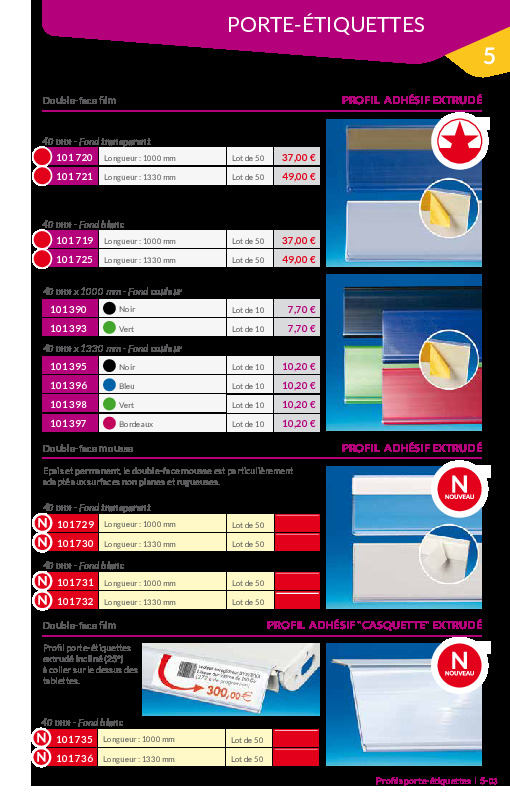 PORTE-ÉTIQUETTES
5
Double-face film PROFIL ADHÉSIF EXTRUDÉ
40 mm - Fond transparent
101720 Longueur : 1000 mm Lot de 50 37,00 €
101721 Longueur : 1330 mm Lot de 50 49,00 €
40 mm - Fond blanc
101719 Longueur : 1000 mm Lot de 50 37,00 €
101725 Longueur : 1330 mm Lot de 50 49,00 €
40 mm x 1000 mm - Fond couleur
101390 Noir Lot de 10 7,70 €
101393 Vert Lot de 10 7,70 €
40 mm x 1330 mm - Fond couleur
101395 Noir Lot de 10 10,20 €
101396 Bleu Lot de 10 10,20 €
101398 Vert Lot de 10 10,20 €
101397 Bordeaux Lot de 10 10,20 €
Double-face mousse PROFIL ADHÉSIF EXTRUDÉ
Epais et permanent, le double-face mousse est particulièrement
adapté aux surfaces non planes et rugueuses.
N
NOUVEAU
40 mm - Fond transparent
N 101729 Longueur : 1000 mm Lot de 50
N 101730 Longueur : 1330 mm Lot de 50
40 mm - Fond blanc
N 101731 Longueur : 1000 mm Lot de 50
N 101732 Longueur : 1330 mm Lot de 50
Double-face film PROFIL ADHÉSIF "CASQUETTE" EXTRUDÉ
Profil porte-étiquettes
extrudé incliné (25°)
à coller sur le dessus des
tablettes.
300,00 €
N
NOUVEAU
40 mm - Fond blanc
N 101735 Longueur : 1000 mm Lot de 50
N 101736 Longueur : 1330 mm Lot de 50
Profils porte-étiquettes | 5-03